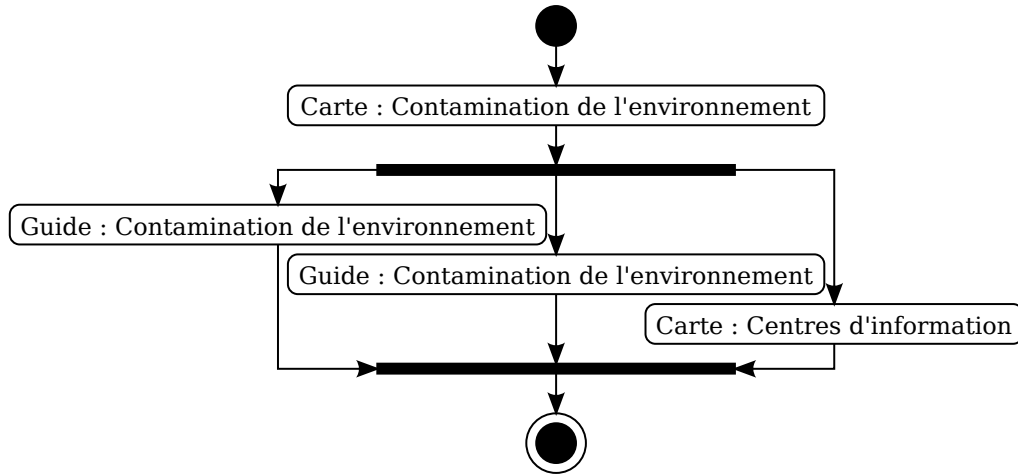 Carte : Contamination de l'environnement
Guide : Contamination de l'environnement
Guide : Contamination de l'environnement
Carte : Centres d'information